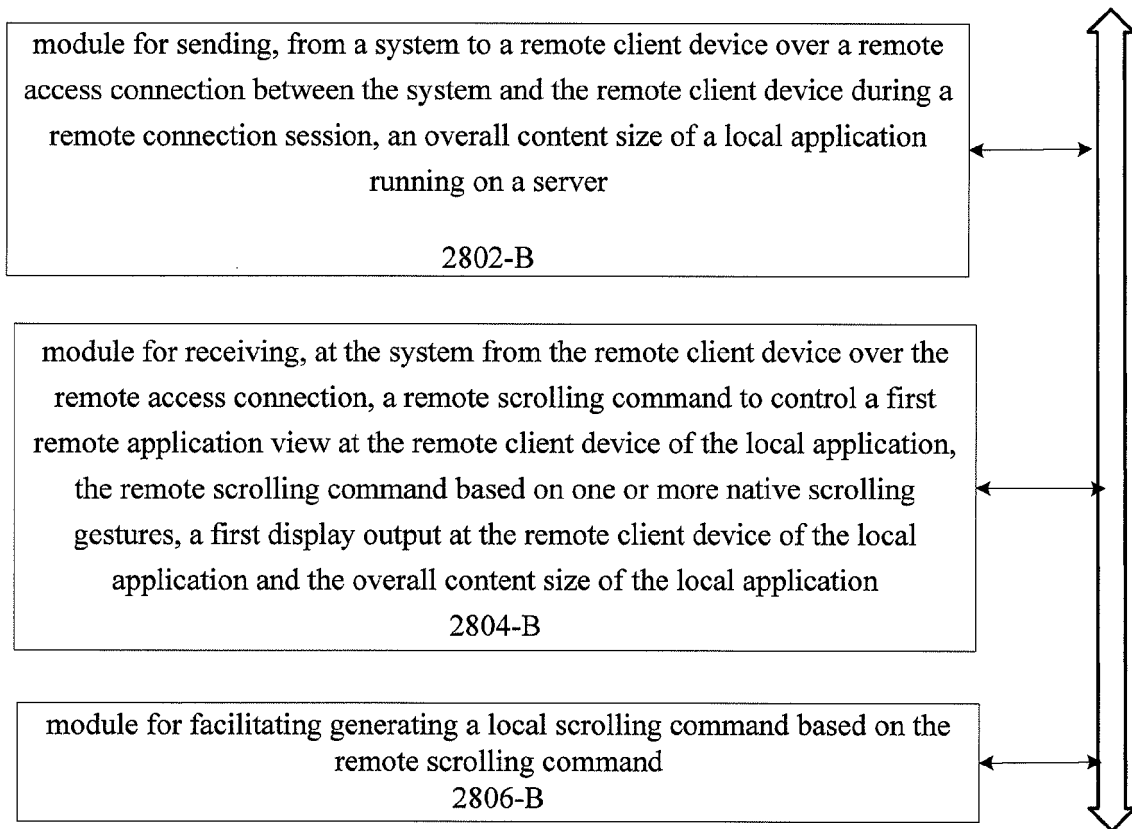 module for sending, from a system to a remote client device over a remote
access connection between the system and the remote client device during a
remote connection session, an overall content size of a local application
running on a server
2802-B
module for receiving, at the system from the remote client device over the
remote access connection, a remote scrolling command to control a first
remote application view at the remote client device of the local application,
the remote scrolling command based on one or more native scrolling
gestures, a first display output at the remote client device of the local
application and the overall content size of the local application
2804-B
module for facilitating generating a local scrolling command based on the
remote scrolling command
2806-B